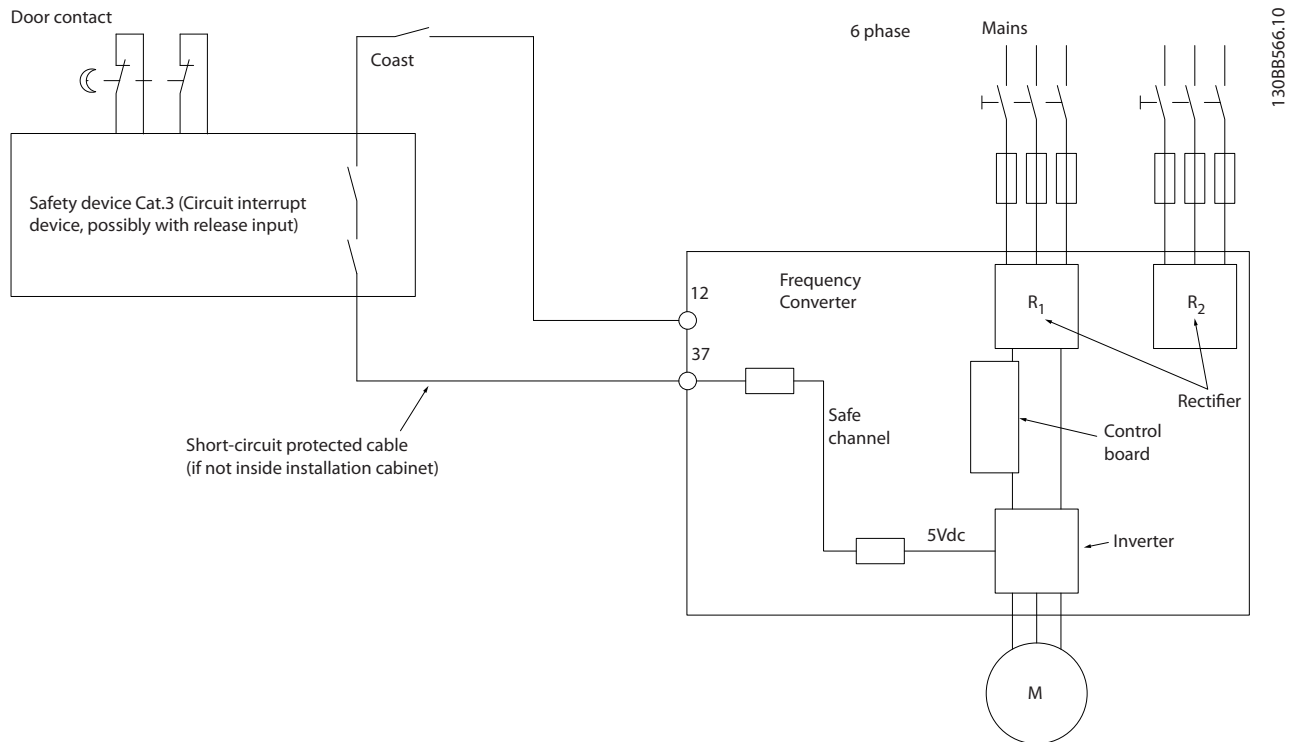 Door contact
Coast
6 phase
Mains
130BB566.10
Safety device Cat.3 (Circuit interrupt
device, possibly with release input)
12
Frequency
Converter
R1
R2
37
Rectifier
Safe
channel
Control
board
Short-circuit protected cable
(if not inside installation cabinet)
5Vdc
Inverter
M